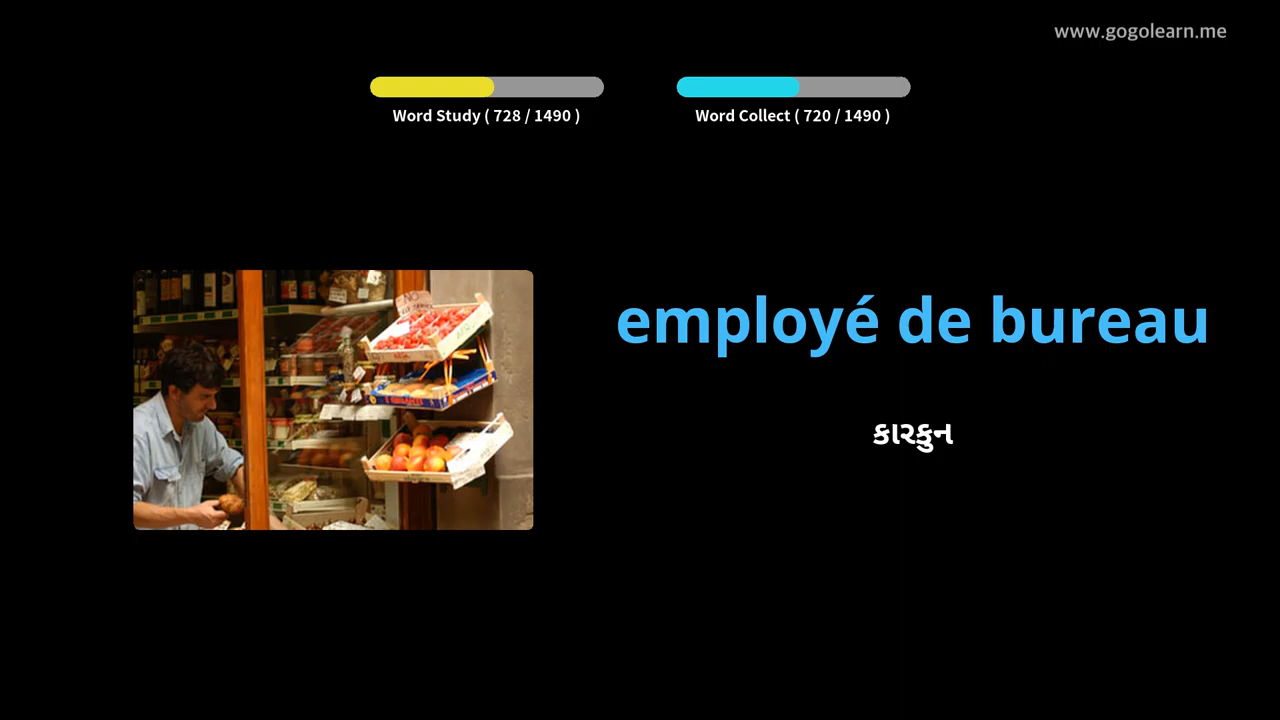 www.gogolearn.me
Word Study ( 728 / 1490 )
Word Collect ( 720 / 1490 )
employé de bureau
કારકુન